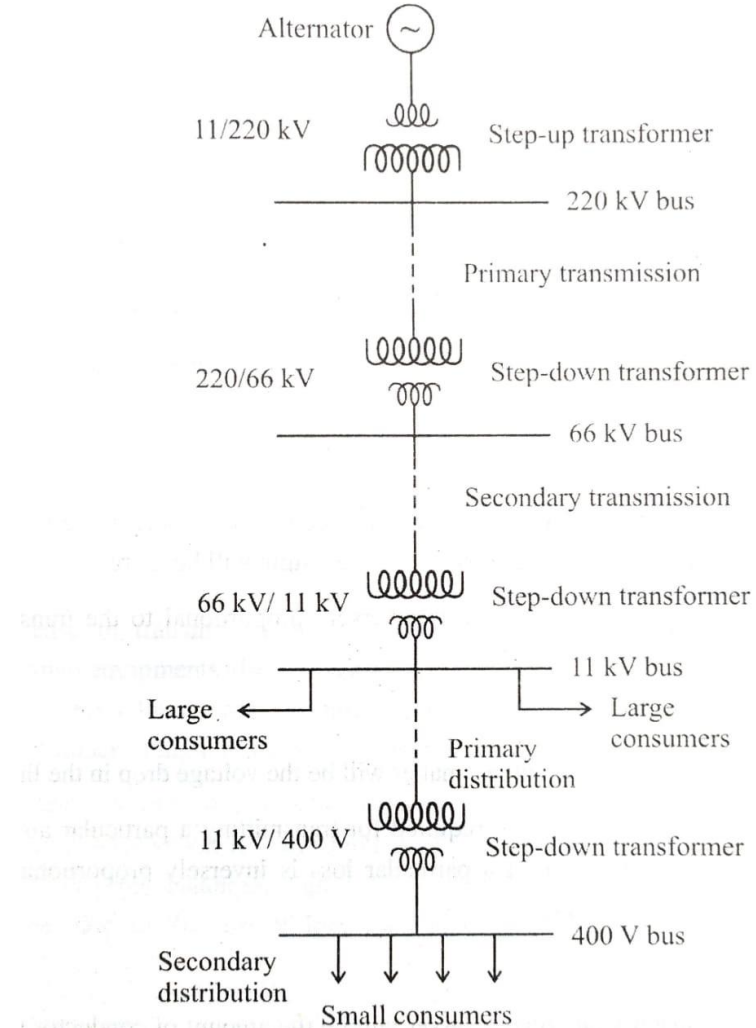 Alternator ~
11/220 kV
Step-up transformer
220 kV bus
Primary transmission
220/66 kV
Step-down transformer
66 kV bus
Secondary transmission
66 kV/ 11 kV
Step-down transformer
11 kV bus
Large
consumers
Large
consumers
Primary
distribution
11 kV/ 400 V
Step-down transformer
400 V bus
Secondary
distribution
Small consumers